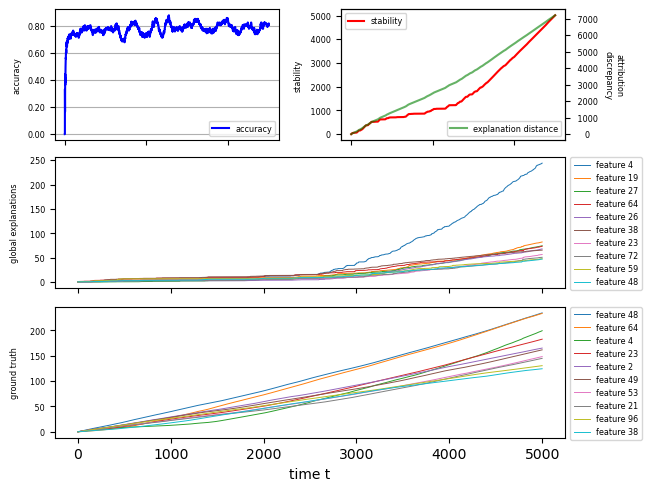 accuracy
0.80
0.60
0.40
0.20
0.00
accuracy
stability
5000
4000
3000
2000
1000
0
stability
explanation distance
7000
6000
5000
4000
3000
2000
1000
0
attribution
discrepancy
global explanations
250
200
150
100
50
0
feature 4
feature 19
feature 27
feature 64
feature 26
feature 38
feature 23
feature 72
feature 59
feature 48
ground truth
200
150
100
50
0
feature 48
feature 64
feature 4
feature 23
feature 2
feature 49
feature 53
feature 21
feature 96
feature 38
0
1000
2000
3000
4000
5000
time t